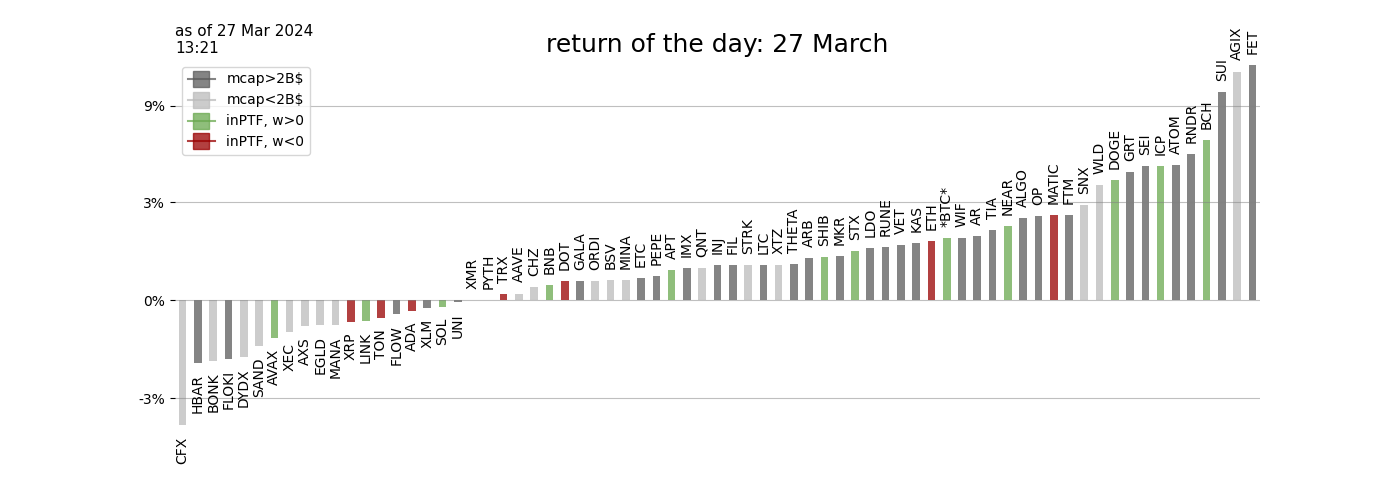 as of 27 Mar 2024
13:21
return of the day: 27 March
mcap>2B$
mcap<2B$
inPTF, w>0
inPTF, w<0
9%
3%
0%
-3%
CFX
HBAR
BONK
FLOKI
DYDX
SAND
AVAX
XEC
AXS
EGLD
MANA
XRP
LINK
TON
FLOW
ADA
XLM
SOL
UNI
XMR
PYTH
TRX
AAVE
CHZ
BNB
DOT
GALA
ORDI
BSV
MINA
ETC
PEPE
APT
IMX
QNT
INJ
FIL
STRK
LTC
XTZ
THETA
ARB
SHIB
MKR
STX
LDO
RUNE
VET
KAS
ETH
*BTC*
WIF
AR
TIA
NEAR
ALGO
OP
MATIC
FTM
SNX
WLD
DOGE
GRT
SEI
ICP
ATOM
RNDR
BCH
SUI
AGIX
FET